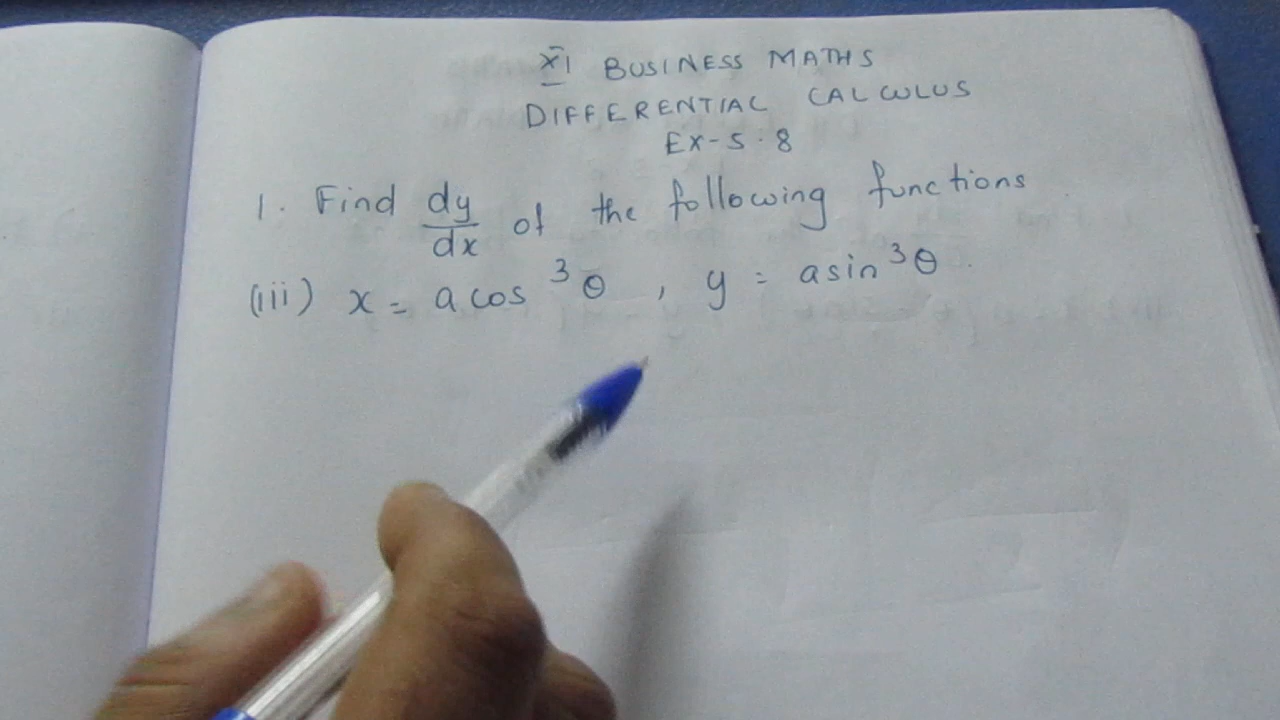 XI BUSINESS MATHS
DIFFERENTIAL CALCULUS
EX-5.8
1. Find dy/dx of the following functions
(iii) x = a cos³θ , y = a sin³θ.